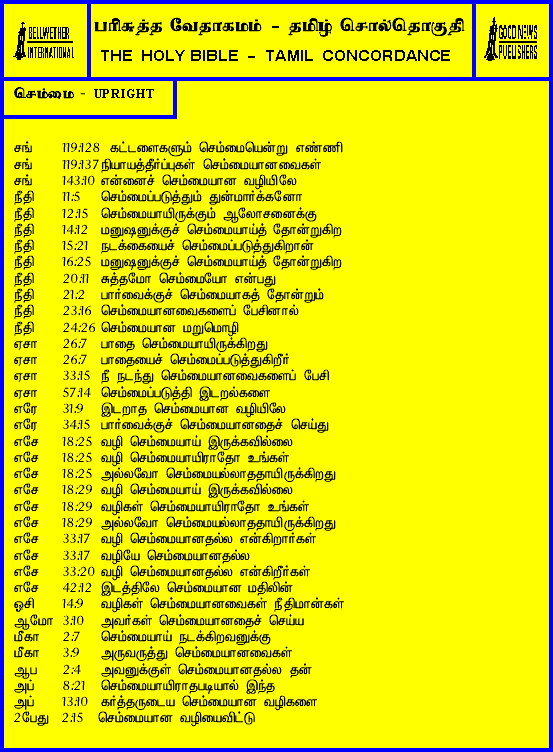 BELLWETHER
INTERNATIONAL
பரிசுத்த வேதாகமம் - தமிழ் சொல்தொகுதி
THE HOLY BIBLE - TAMIL CONCORDANCE
GOOD NEWS
PUBLISHERS
செம்மை - UPRIGHT
சங் 119:128 கட்டளைகளும் செம்மையென்று எண்ணி
சங் 119:137 நியாயத்தீர்ப்புகள் செம்மையானவைகள்
சங் 143:10 என்னைச் செம்மையான வழியிலே
நீதி 11:5 செம்மைப்படுத்தும் துன்மார்க்கனோ
நீதி 12:15 செம்மையாயிருக்கும் ஆலோசனைக்கு
நீதி 14:12 மனுஷனுக்குச் செம்மையாய்த் தோன்றுகிற
நீதி 15:21 நடக்கையைச் செம்மைப்படுத்துகிறான்
நீதி 16:25 மனுஷனுக்குச் செம்மையாய்த் தோன்றுகிற
நீதி 20:11 சுத்தமோ செம்மையோ என்பது
நீதி 21:2 பார்வைக்குச் செம்மையாகத் தோன்றும்
நீதி 23:16 செம்மையானவைகளைப் பேசினால்
நீதி 24:26 செம்மையான மறுமொழி
ஏசா 26:7 பாதை செம்மையாயிருக்கிறது
ஏசா 26:7 பாதையைச் செம்மைப்படுத்துகிறீர்
ஏசா 33:15 நீ நடந்து செம்மையானவைகளைப் பேசி
ஏசா 57:14 செம்மைப்படுத்தி இடறல்களை
எரே 31:9 இடறாத செம்மையான வழியிலே
எரே 34:15 பார்வைக்குச் செம்மையானதைச் செய்து
எசே 18:25 வழி செம்மையாய் இருக்கவில்லை
எசே 18:25 வழி செம்மையாயிராதோ உங்கள்
எசே 18:25 அல்லவோ செம்மையல்லாததாயிருக்கிறது
எசே 18:29 வழி செம்மையாய் இருக்கவில்லை
எசே 18:29 வழிகள் செம்மையாயிராதோ உங்கள்
எசே 18:29 அல்லவோ செம்மையல்லாததாயிருக்கிறது
எசே 33:17 வழி செம்மையானதல்ல என்கிறார்கள்
எசே 33:17 வழியே செம்மையானதல்ல
எசே 33:20 வழி செம்மையானதல்ல என்கிறீர்கள்
எசே 42:12 இடத்திலே செம்மையான மதிலின்
ஓசி 14:9 வழிகள் செம்மையானவைகள் நீதிமான்கள்
ஆமோ 3:10 அவர்கள் செம்மையானதைச் செய்ய
மீகா 2:7 செம்மையாய் நடக்கிறவனுக்கு
மீகா 3:9 அருவருத்து செம்மையானவைகள்
ஆப 2:4 அவனுக்குள் செம்மையானதல்ல தன்
அப் 8:21 செம்மையாயிராதபடியால் இந்த
அப் 13:10 கர்த்தருடைய செம்மையான வழிகளை
2பேது 2:15 செம்மையான வழியைவிட்டு